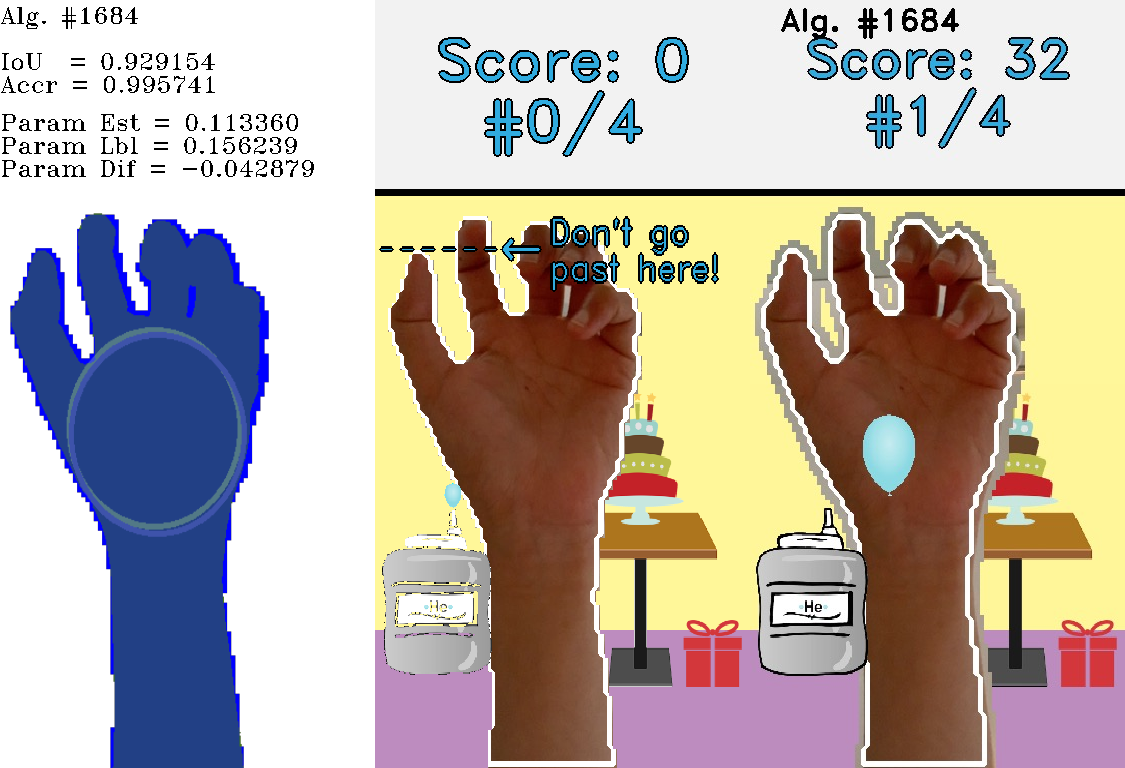 Alg. #1684
IoU = 0.929154
Accr = 0.995741
Param Est = 0.113360
Param Lbl = 0.156239
Param Dif = −0.042879
Score: 0
#0/4
Don't go
past here!
He
Alg. #1684
Score: 32
#1/4
He